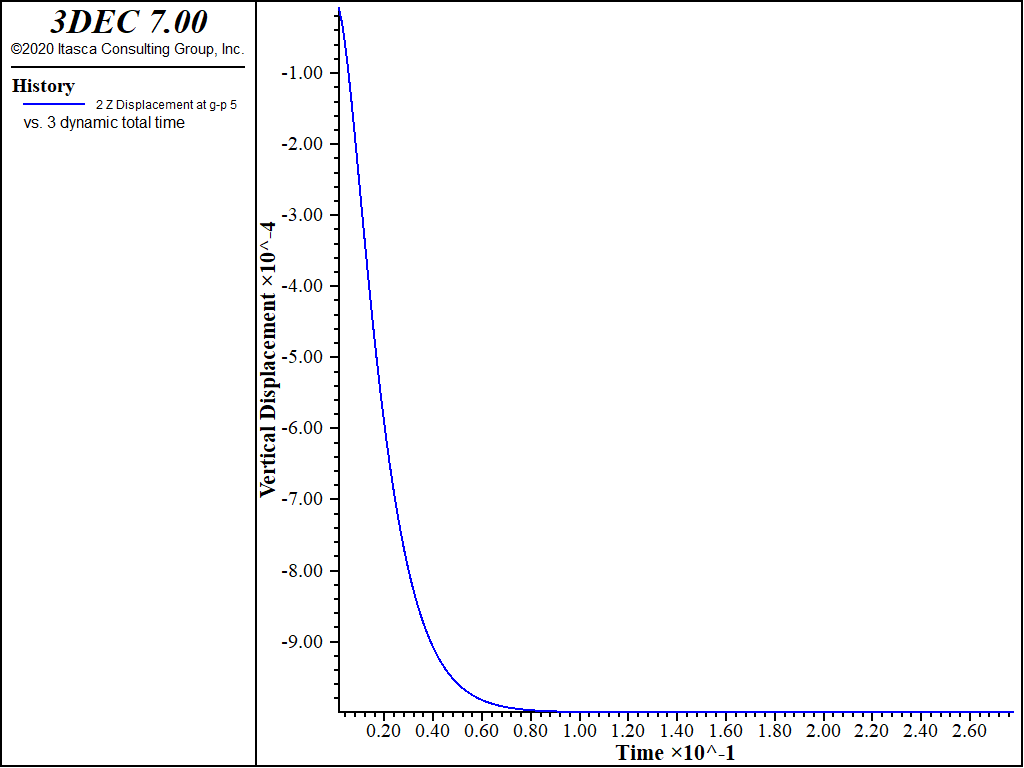 3DEC 7.00
©2020 Itasca Consulting Group, Inc.
History
2 Z Displacement at g-p 5
vs. 3 dynamic total time
Vertical Displacement ×10^-4
-1.00
-2.00
-3.00
-4.00
-5.00
-6.00
-7.00
-8.00
-9.00
0.20 0.40 0.60 0.80 1.00 1.20 1.40 1.60 1.80 2.00 2.20 2.40 2.60
Time ×10^-1